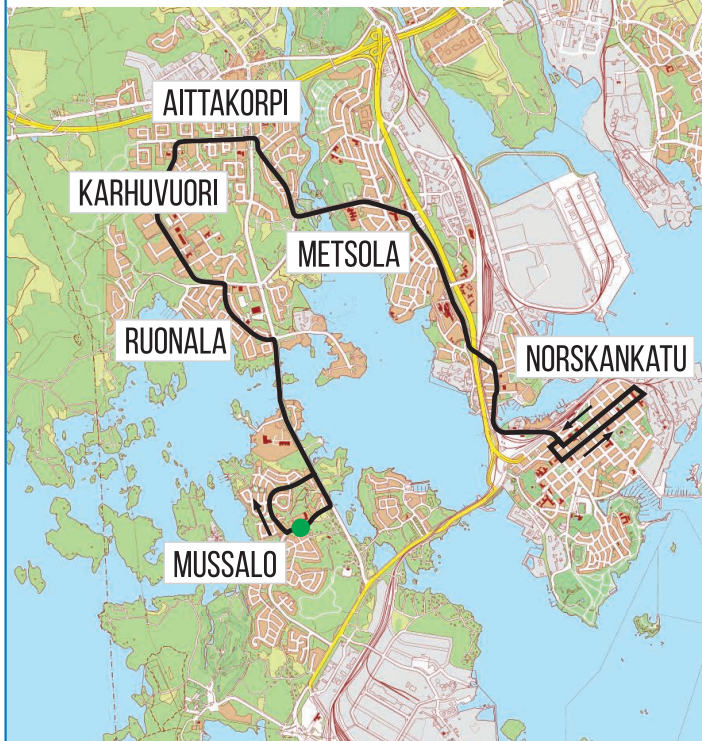 AITTAKORPI
KARHUVUORI
METSOLA
RUONALA
NORSKANKATU
MUSSALO